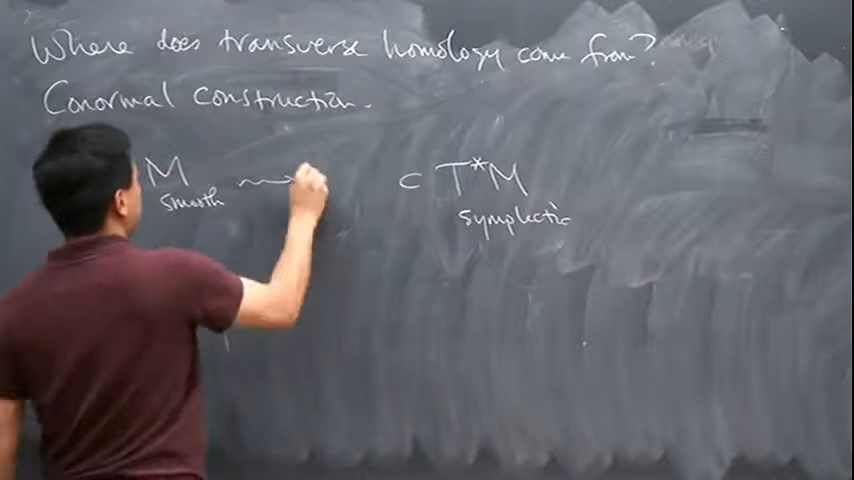 Where does transverse homology come from?
Conormal construction.
M ⊂ T*M
smooth symplectic